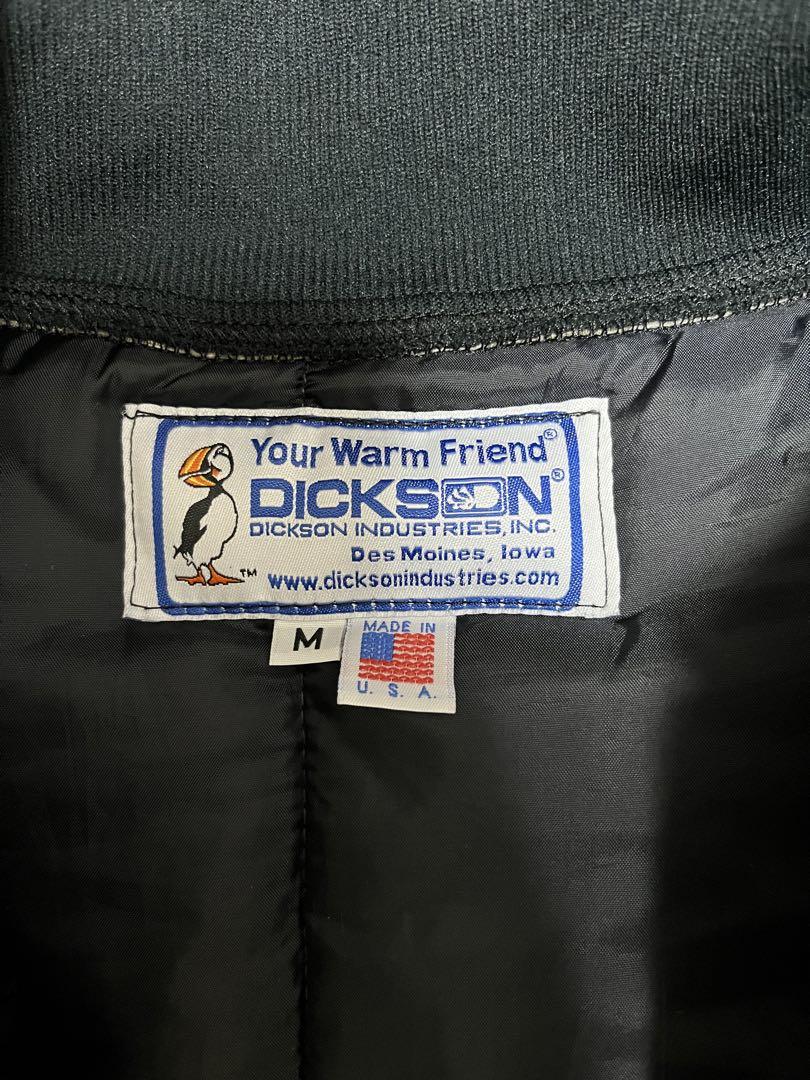 Your Warm Friend®
DICKSON®
DICKSON INDUSTRIES, INC.
Des Moines, Iowa
™ www.dicksonindustries.com
M
MADE IN
U. S. A.